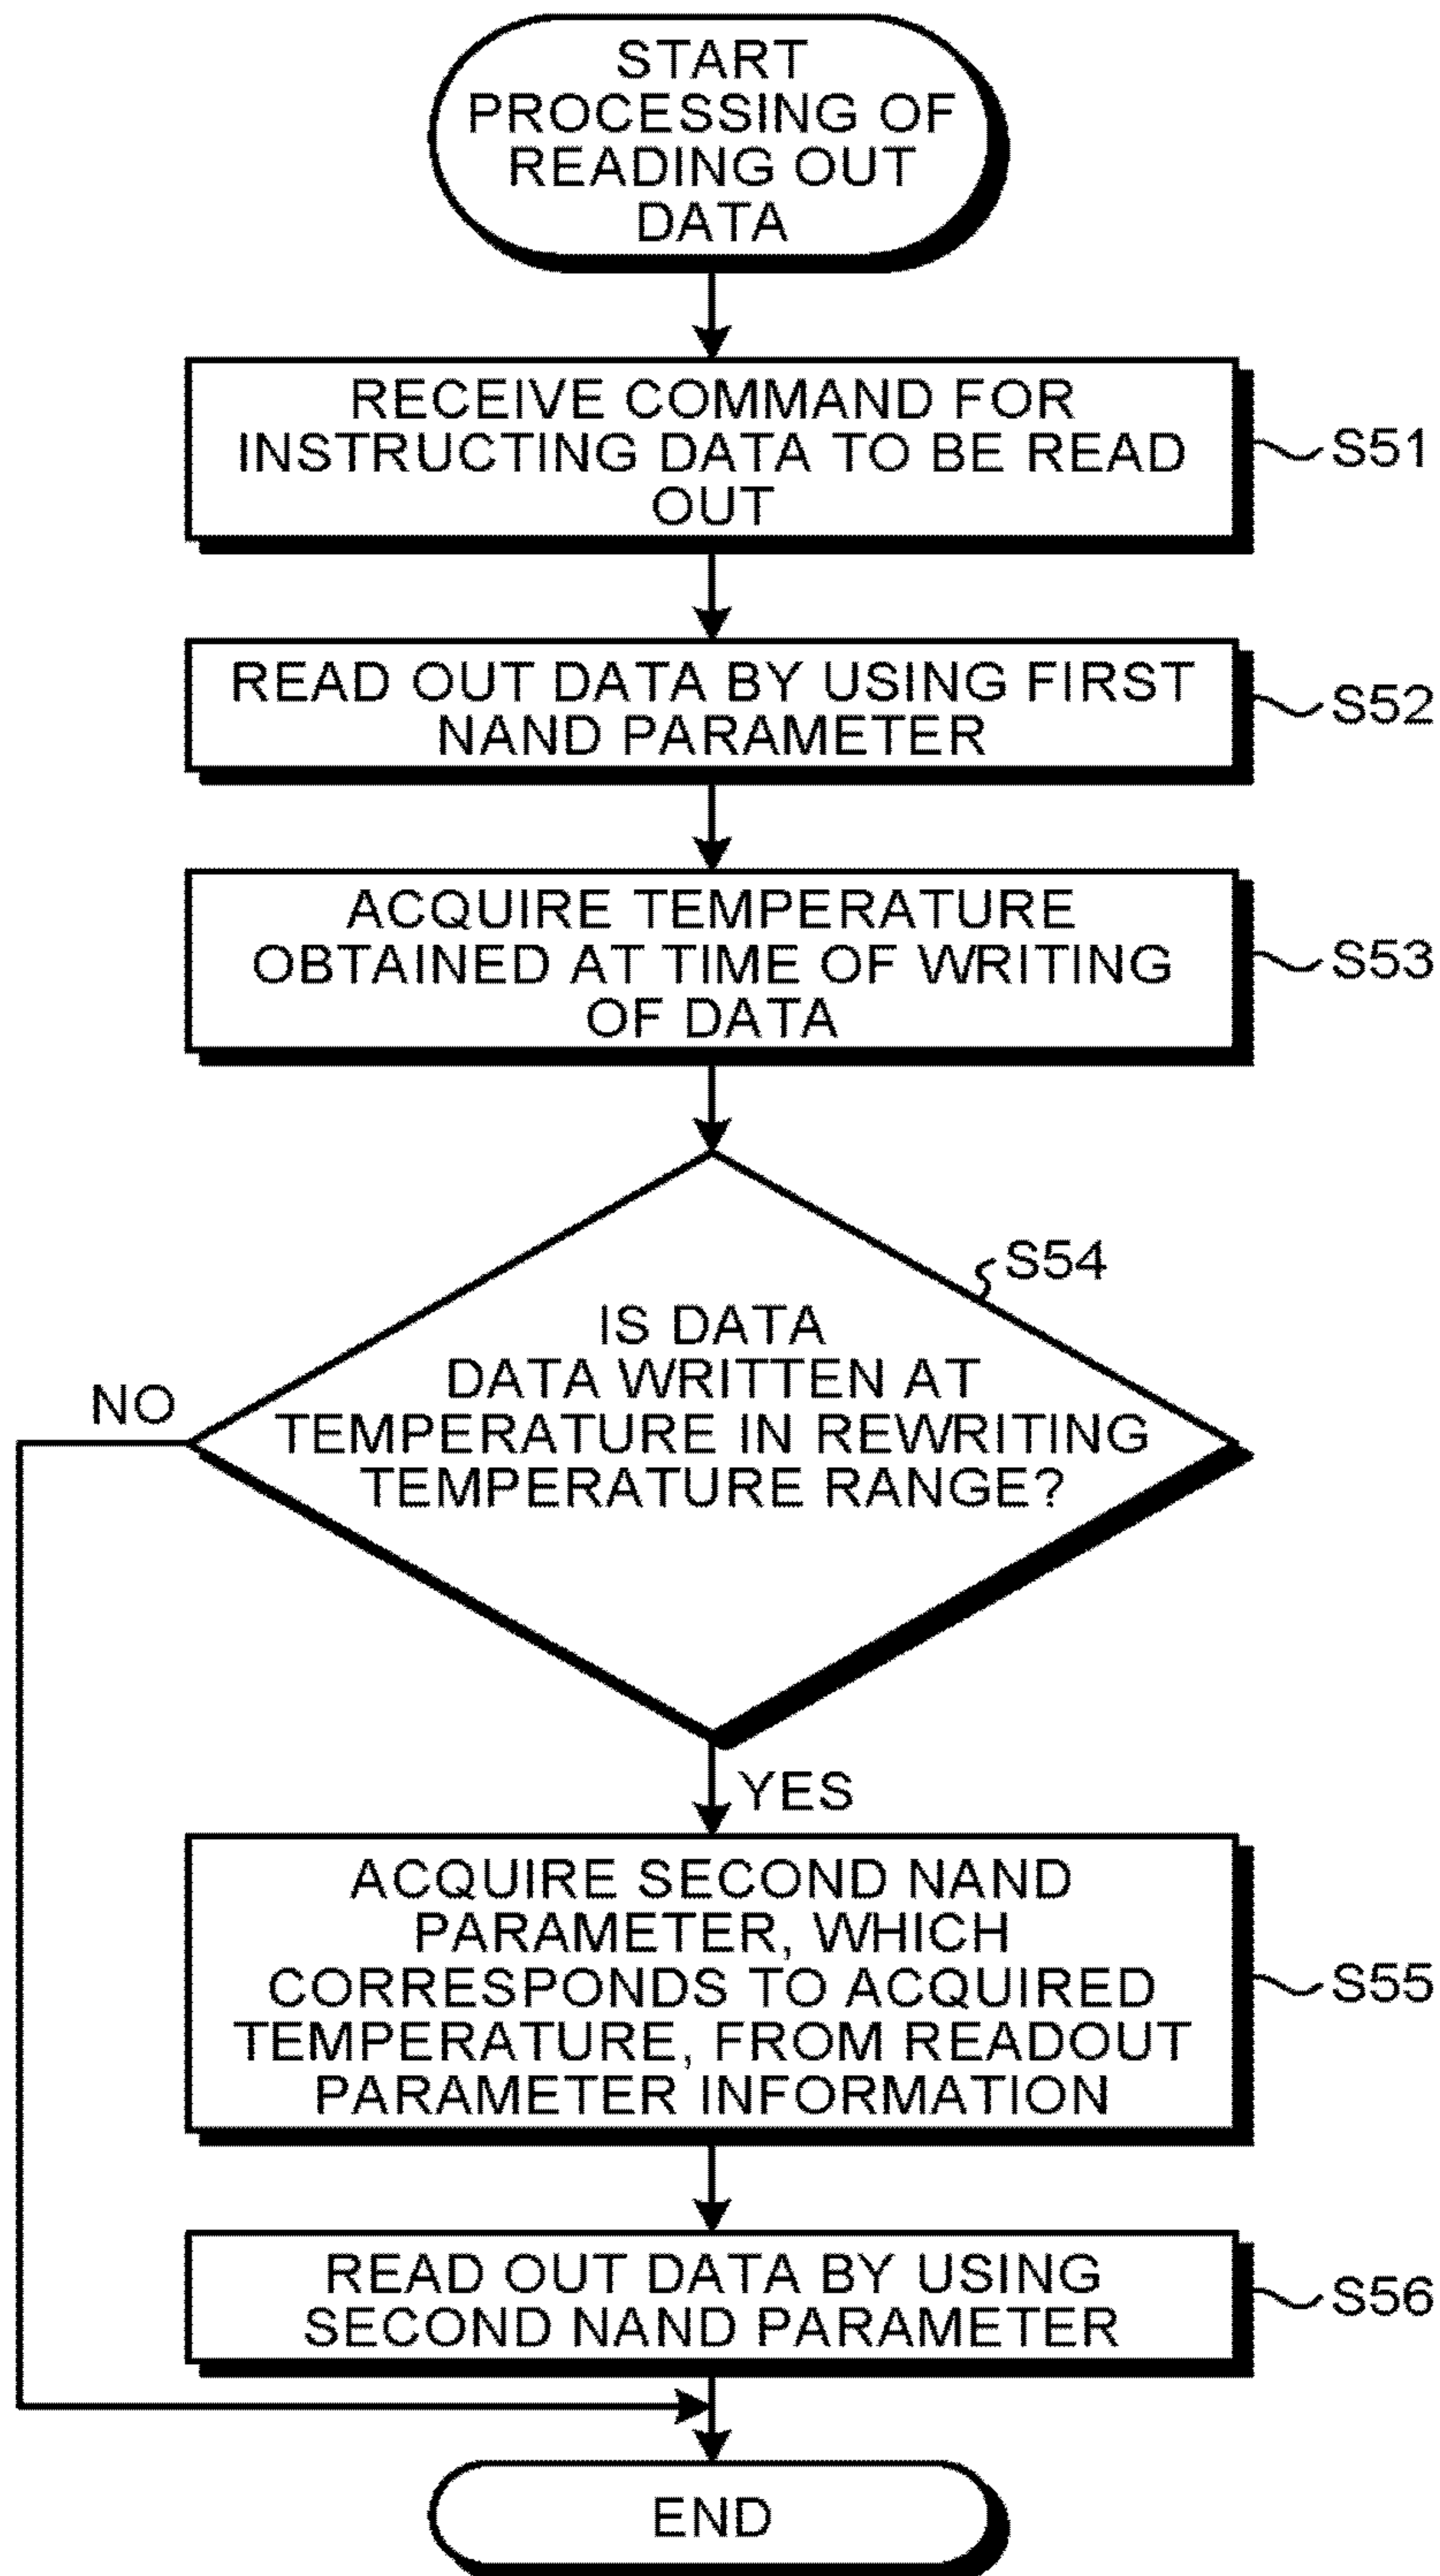 START
PROCESSING OF
READING OUT
DATA
RECEIVE COMMAND FOR
INSTRUCTING DATA TO BE READ
OUT
S51
READ OUT DATA BY USING FIRST
NAND PARAMETER
S52
ACQUIRE TEMPERATURE
OBTAINED AT TIME OF WRITING
OF DATA
S53
S54
IS DATA
DATA WRITTEN AT
TEMPERATURE IN REWRITING
TEMPERATURE RANGE?
NO
YES
ACQUIRE SECOND NAND
PARAMETER, WHICH
CORRESPONDS TO ACQUIRED
TEMPERATURE, FROM READOUT
PARAMETER INFORMATION
S55
READ OUT DATA BY USING
SECOND NAND PARAMETER
S56
END